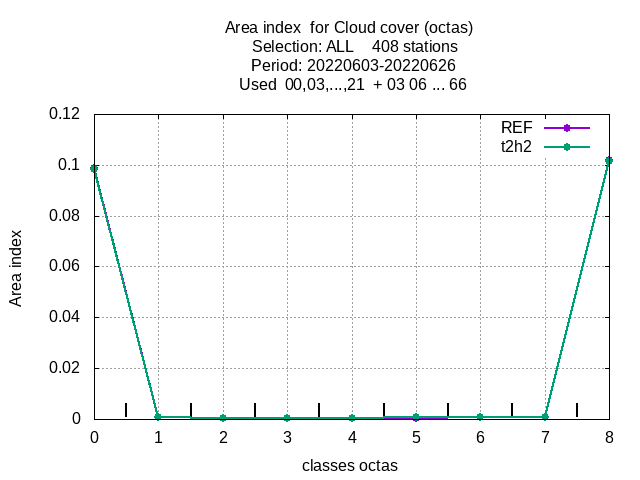 Area index  for Cloud cover (octas)
Selection: ALL    408 stations
Period: 20220603-20220626
Used  00,03,...,21  + 03 06 ... 66
REF
t2h2
0.12
0.1
0.08
0.06
0.04
0.02
0
Area index
0 1 2 3 4 5 6 7 8
classes octas